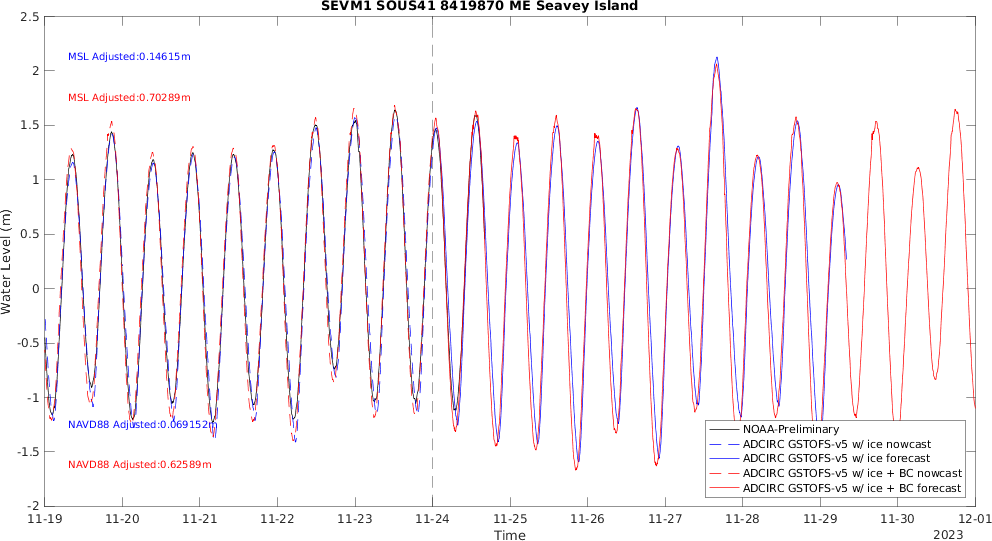 SEVM1 SOUS41 8419870 ME Seavey Island
2.5
2
1.5
1
0.5
0
-0.5
-1
-1.5
-2
Water Level (m)
MSL Adjusted:0.14615m
MSL Adjusted:0.70289m
NAVD88 Adjusted:0.069152m
NAVD88 Adjusted:0.62589m
NOAA-Preliminary
ADCIRC GSTOFS-v5 w/ ice nowcast
ADCIRC GSTOFS-v5 w/ ice forecast
ADCIRC GSTOFS-v5 w/ ice + BC nowcast
ADCIRC GSTOFS-v5 w/ ice + BC forecast
11-19 11-20 11-21 11-22 11-23 11-24 11-25 11-26 11-27 11-28 11-29 11-30 12-01
Time
2023